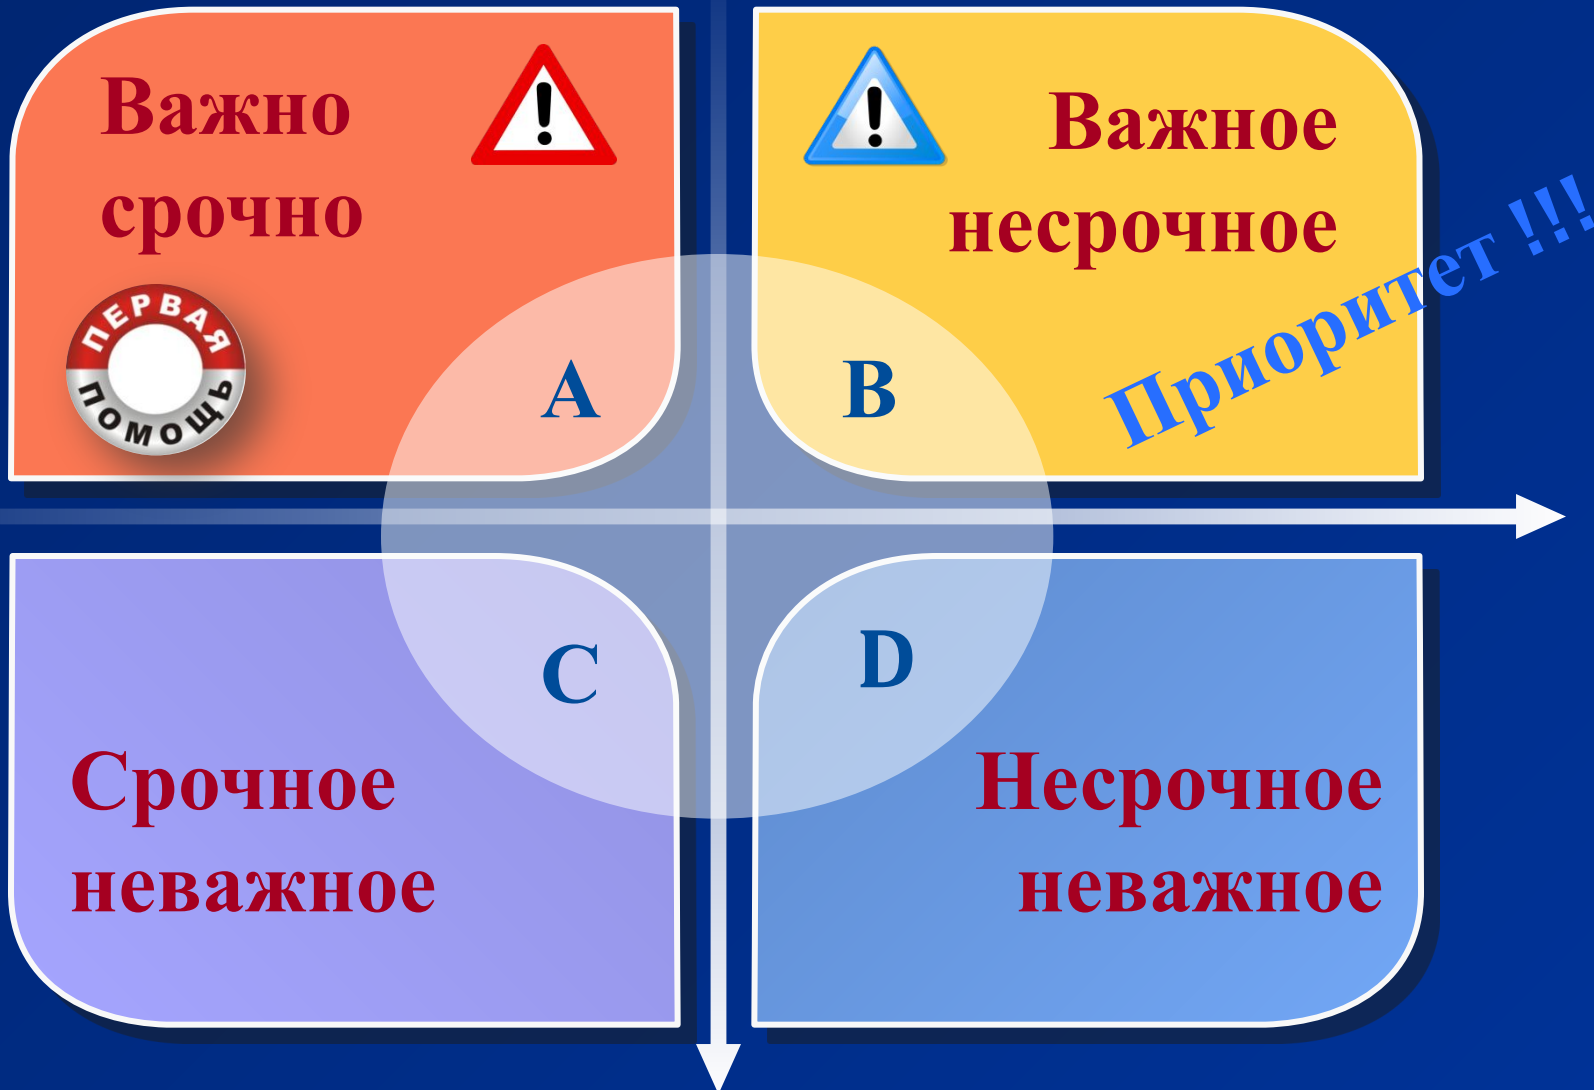 Важно
срочно
ПЕРВАЯ
ПОМОЩЬ
A
Важное
несрочное
Приоритет !!!
B
C
Срочное
неважное
D
Несрочное
неважное